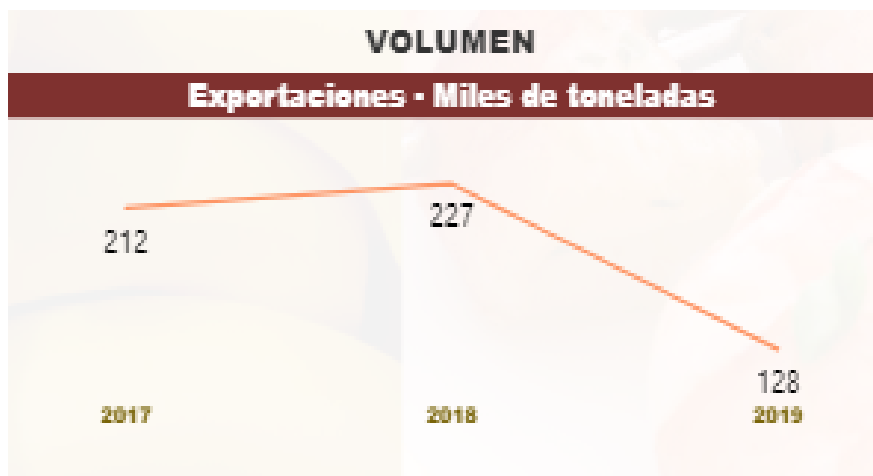 VOLUMEN
Exportaciones - Miles de toneladas
212
227
128
2017 2018 2019